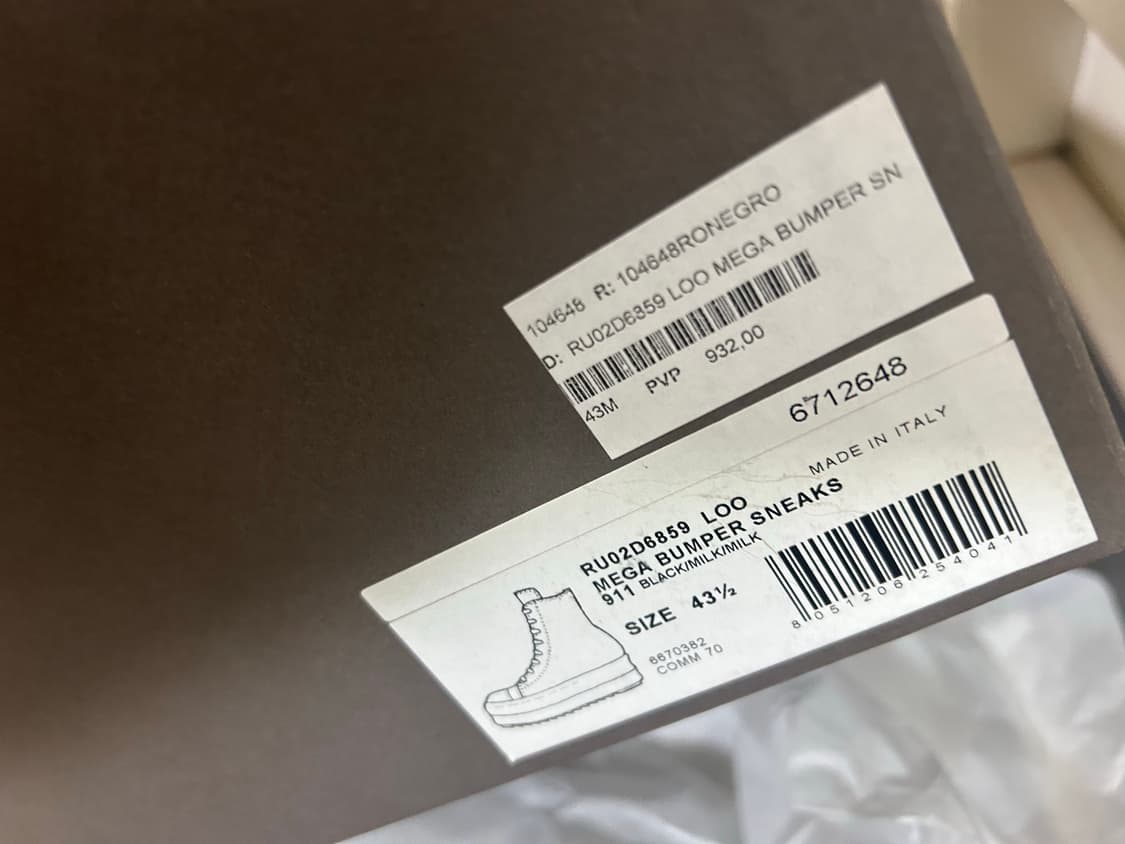 104648 R: 104648RONEGRO
D: RU02D6859 LOO MEGA BUMPER SN
43M PVP 932,00
6712648
MADE IN ITALY
RU02D6859 LOO
MEGA BUMPER SNEAKS
911 BLACK/MILK/MILK
SIZE 43½
6670382
COMM 70
8 051206 254041